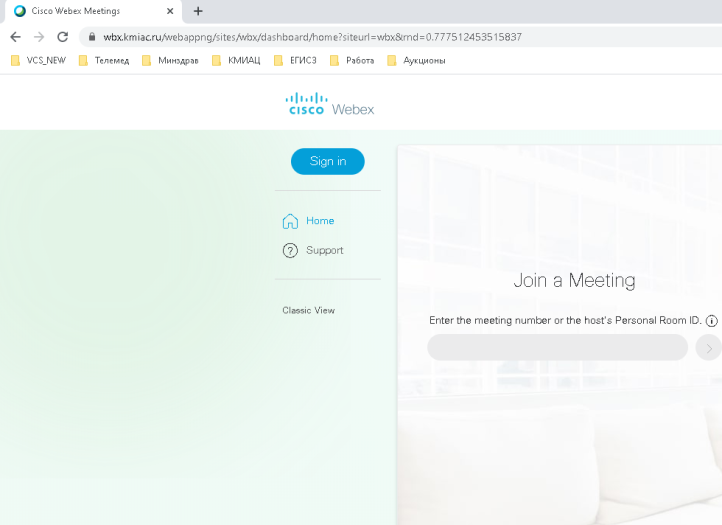 Cisco Webex Meetings
wbx.kmiac.ru/webappng/sites/wbx/dashboard/home?siteurl=wbx&rnd=0.777512453515837
VCS_NEW Телемед Минздрав КМИАЦ ЕГИСЗ Работа Аукционы
CISCO Webex
Sign in
Home
Support
Classic View
Join a Meeting
Enter the meeting number or the host's Personal Room ID.